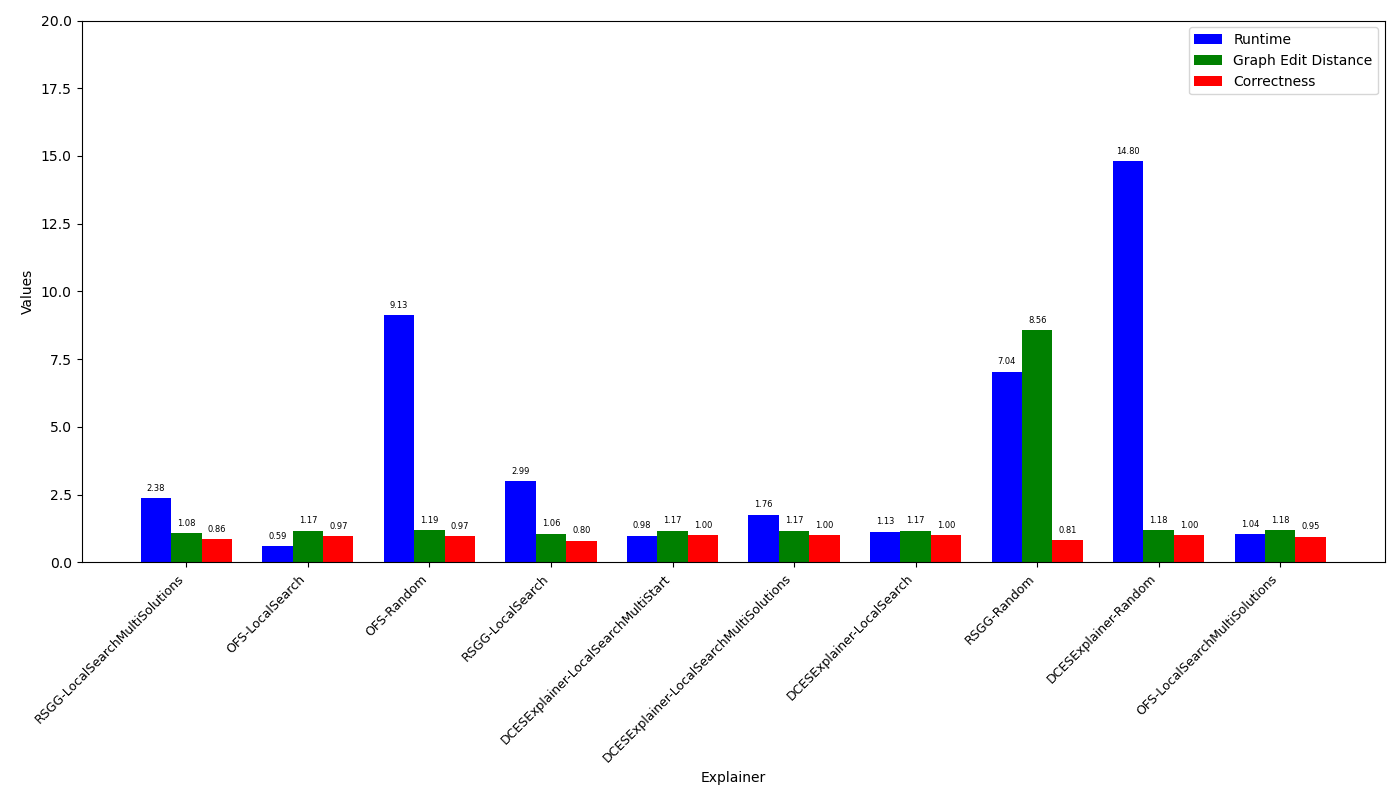 20.0
17.5
15.0
12.5
10.0
7.5
5.0
2.5
0.0
Values
Runtime
Graph Edit Distance
Correctness
2.38
1.08
0.86
0.59
1.17
0.97
9.13
1.19
0.97
2.99
1.06
0.80
0.98
1.17
1.00
1.76
1.17
1.00
1.13
1.17
1.00
7.04
8.56
0.81
14.80
1.18
1.00
1.04
1.18
0.95
RSGG-LocalSearchMultiSolutions
OFS-LocalSearch
OFS-Random
RSGG-LocalSearch
DCESExplainer-LocalSearchMultiStart
DCESExplainer-LocalSearchMultiSolutions
DCESExplainer-LocalSearch
RSGG-Random
DCESExplainer-Random
OFS-LocalSearchMultiSolutions
Explainer